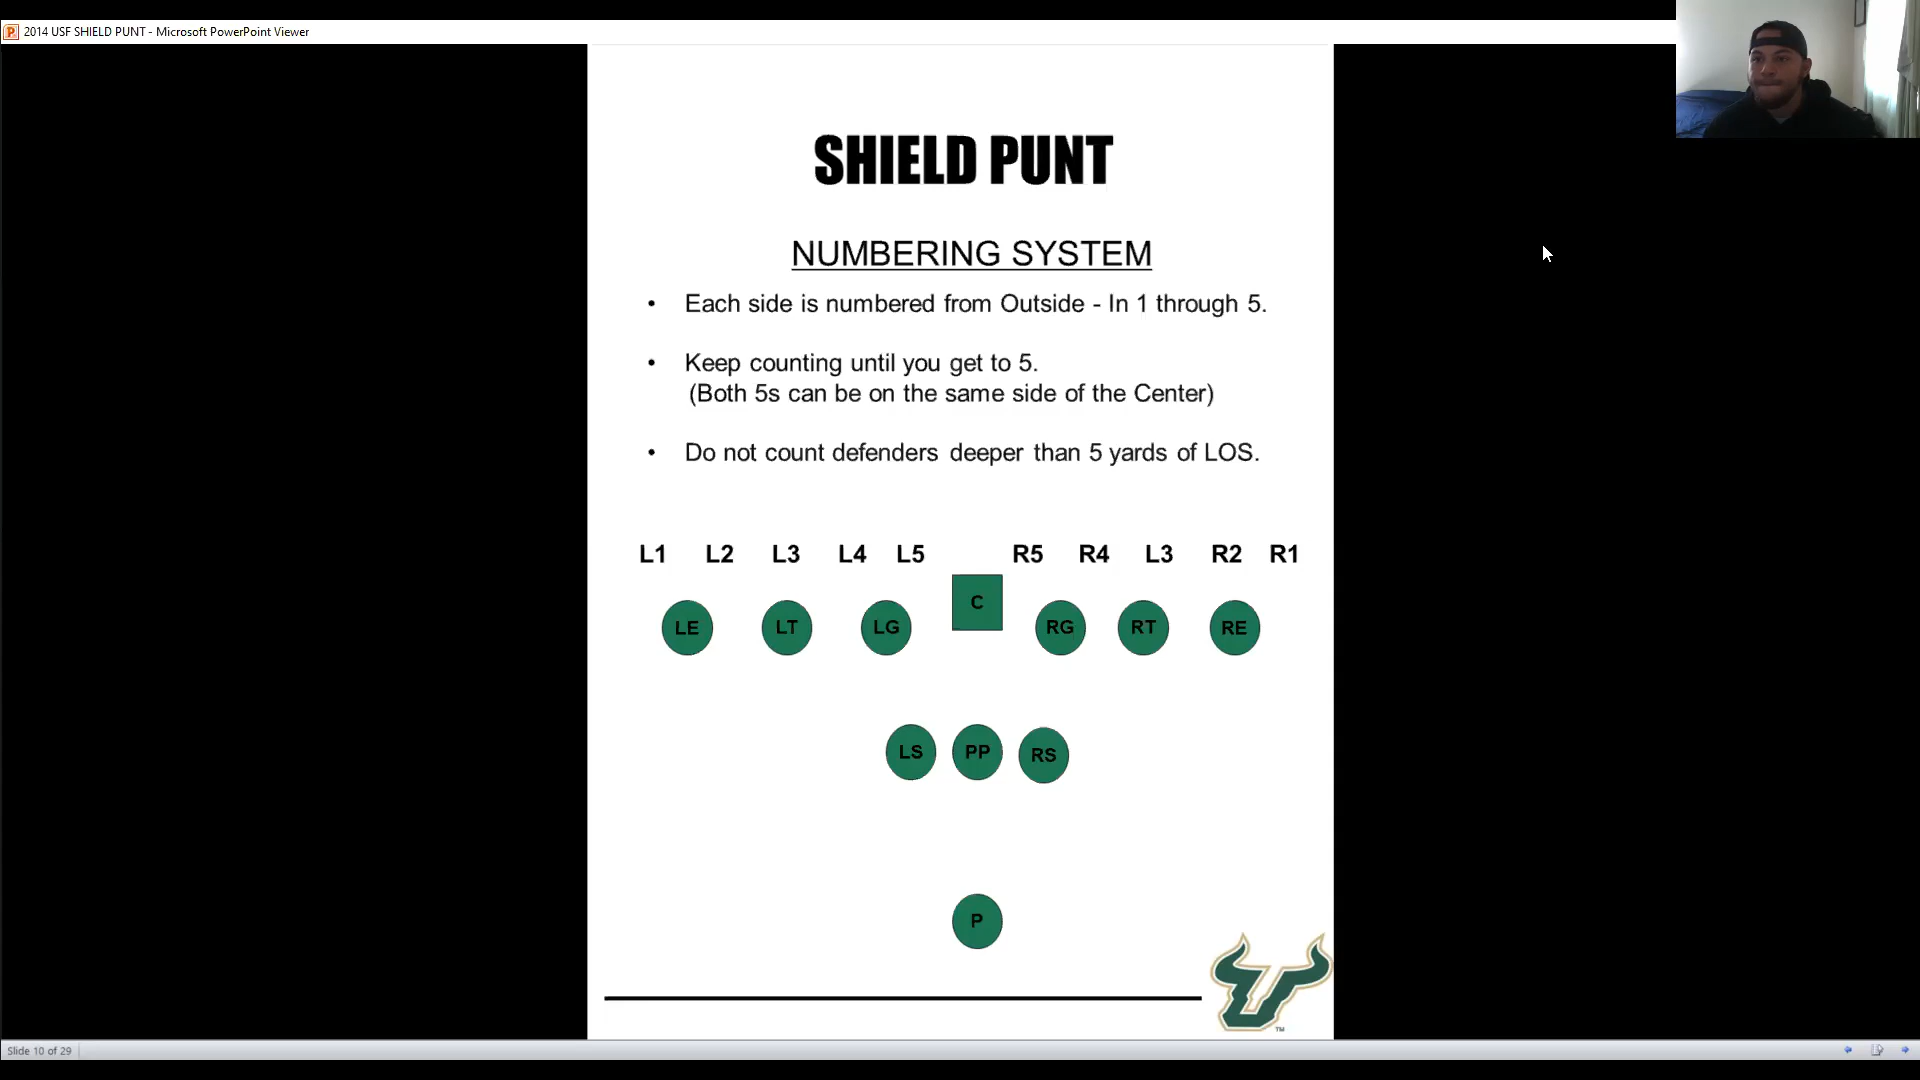 2014 USF SHIELD PUNT - Microsoft PowerPoint Viewer
SHIELD PUNT
NUMBERING SYSTEM
• Each side is numbered from Outside - In 1 through 5.
• Keep counting until you get to 5.
(Both 5s can be on the same side of the Center)
• Do not count defenders deeper than 5 yards of LOS.
L1 L2 L3 L4 L5 R5 R4 L3 R2 R1
C
LE LT LG RG RT RE
LS PP RS
P
TM
Slide 10 of 29